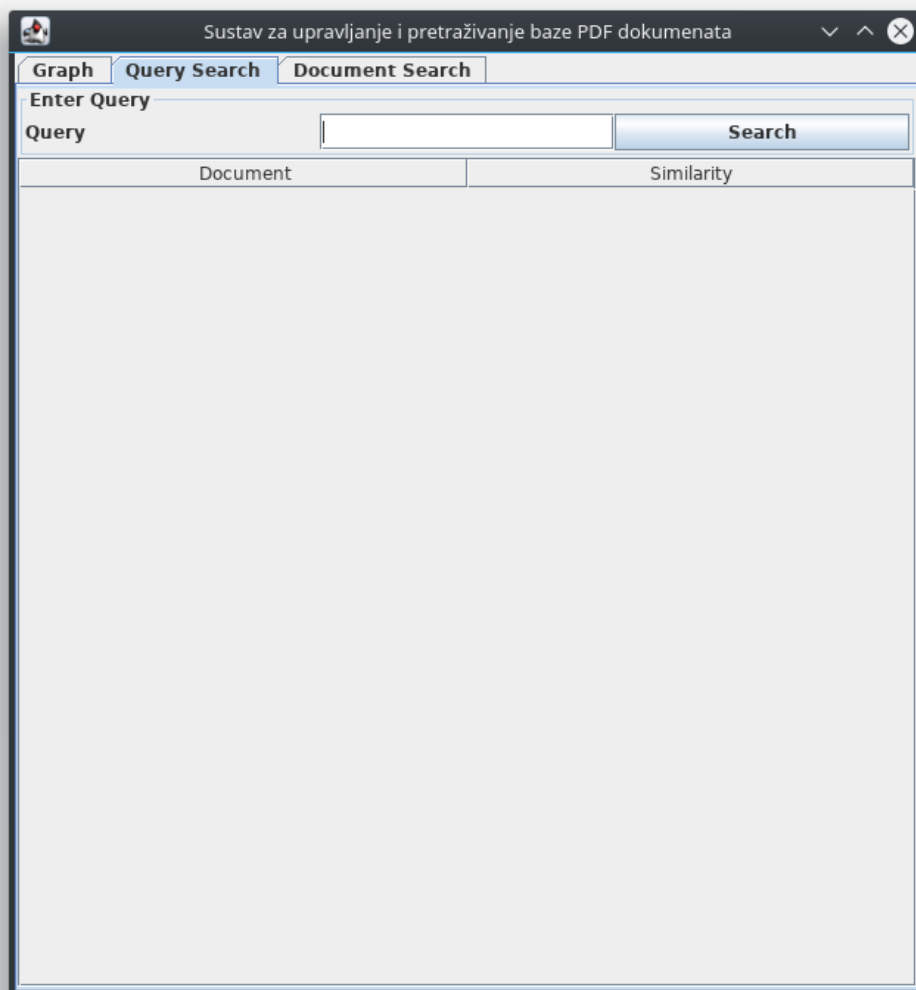 Sustav za upravljanje i pretraživanje baze PDF dokumenata
Graph Query Search Document Search
Enter Query
Query Search
Document Similarity